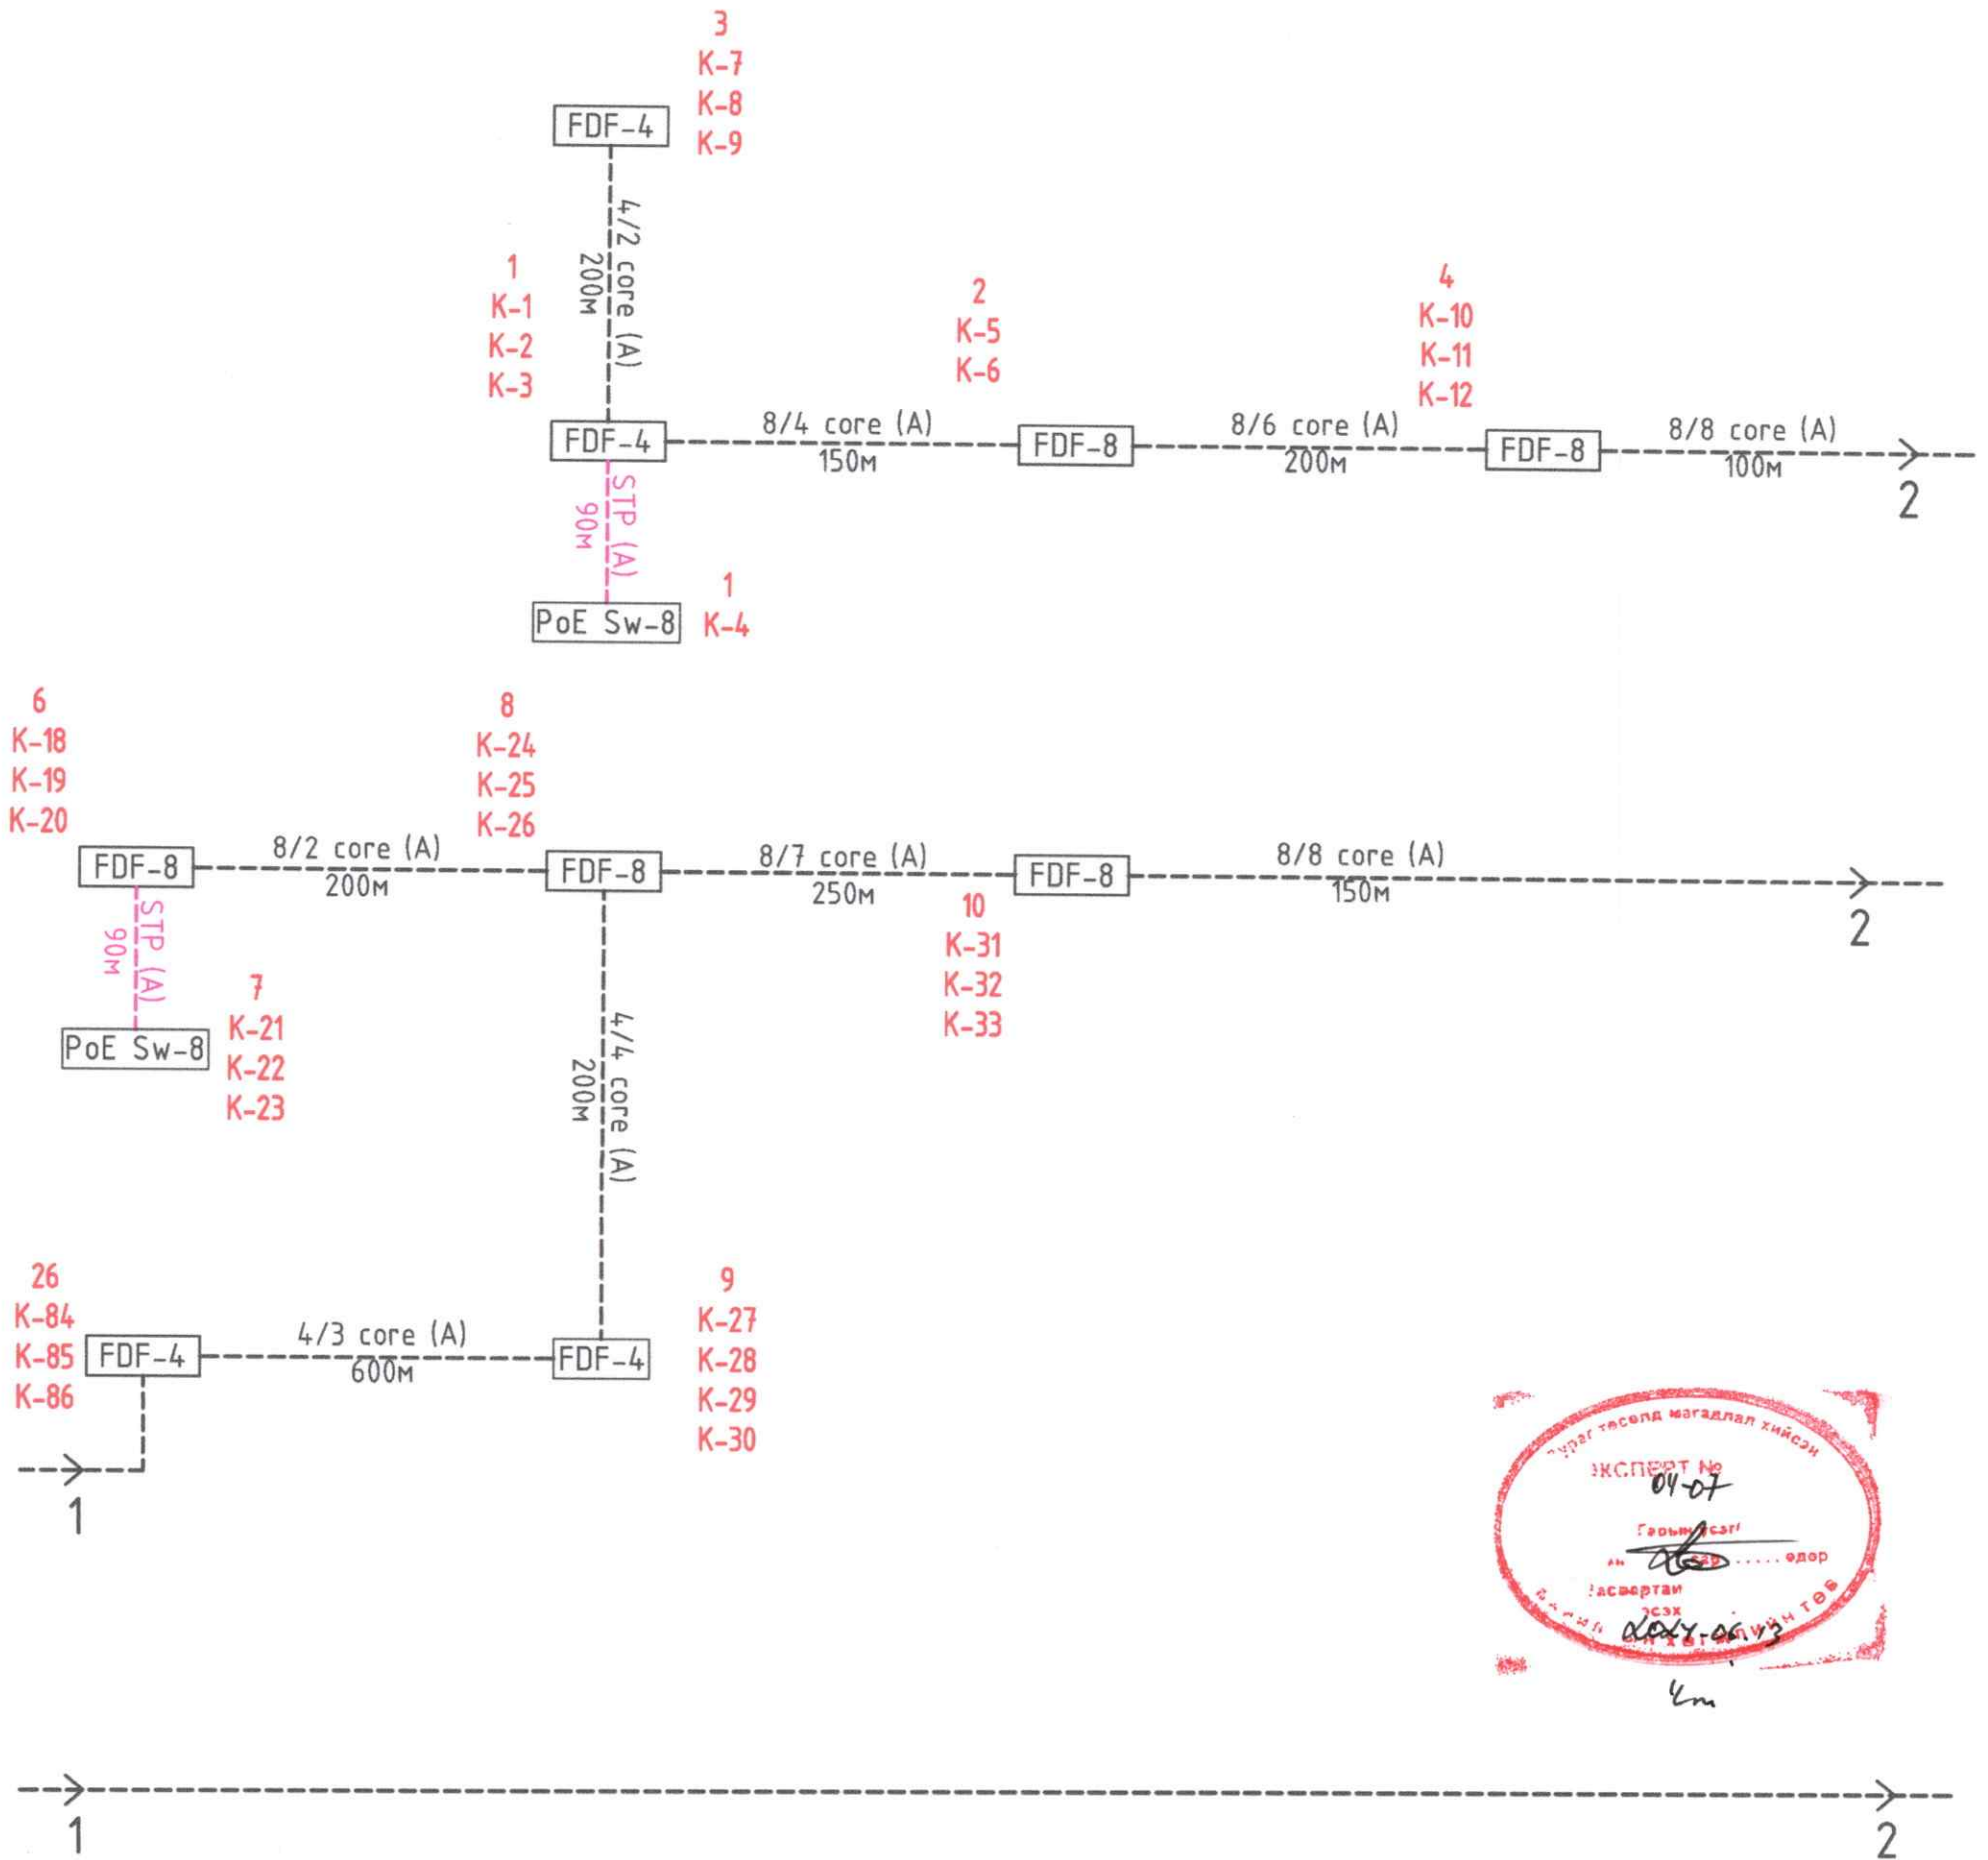 3
K-7
K-8
K-9
FDF-4
4/2 core (A)
200м
1
K-1
K-2
K-3
FDF-4
8/4 core (A)
150м
2
K-5
K-6
FDF-8
8/6 core (A)
200м
4
K-10
K-11
K-12
FDF-8
8/8 core (A)
100м
2
STP (A)
90м
PoE Sw-8
1
K-4
6
K-18
K-19
K-20
FDF-8
8/2 core (A)
200м
8
K-24
K-25
K-26
FDF-8
8/7 core (A)
250м
FDF-8
10
K-31
K-32
K-33
8/8 core (A)
150м
2
STP (A)
90м
PoE Sw-8
7
K-21
K-22
K-23
4/4 core (A)
200м
26
K-84
K-85
K-86
FDF-4
4/3 core (A)
600м
FDF-4
9
K-27
K-28
K-29
K-30
1
төсөлд магадлал хийсэн
ЭКСПЕРТ №
04-07
өдөр
2024-06.13
1
2